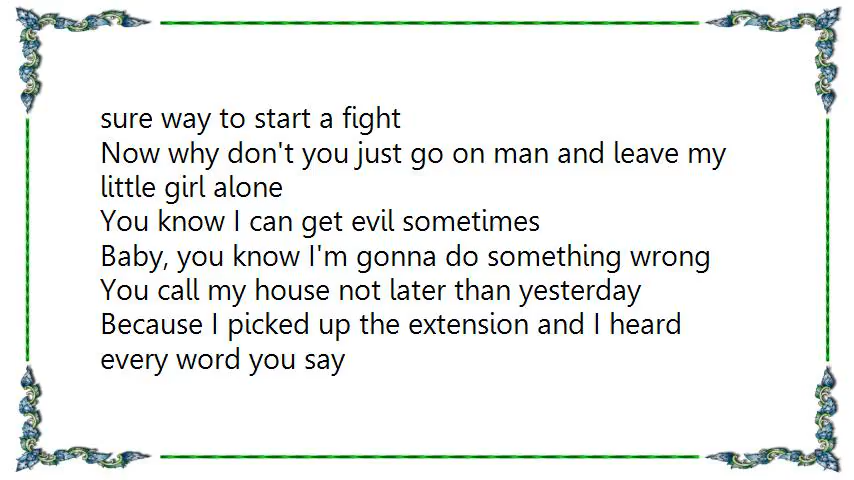 sure way to start a fight
Now why don't you just go on man and leave my
little girl alone
You know I can get evil sometimes
Baby, you know I'm gonna do something wrong
You call my house not later than yesterday
Because I picked up the extension and I heard
every word you say